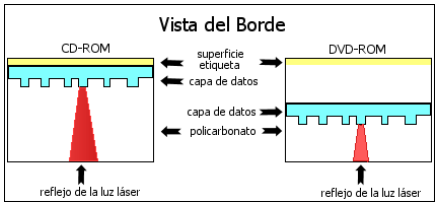 Vista del Borde
CD-ROM
DVD-ROM
superficie
etiqueta
capa de datos
capa de datos
policarbonato
reflejo de la luz láser
reflejo de la luz láser